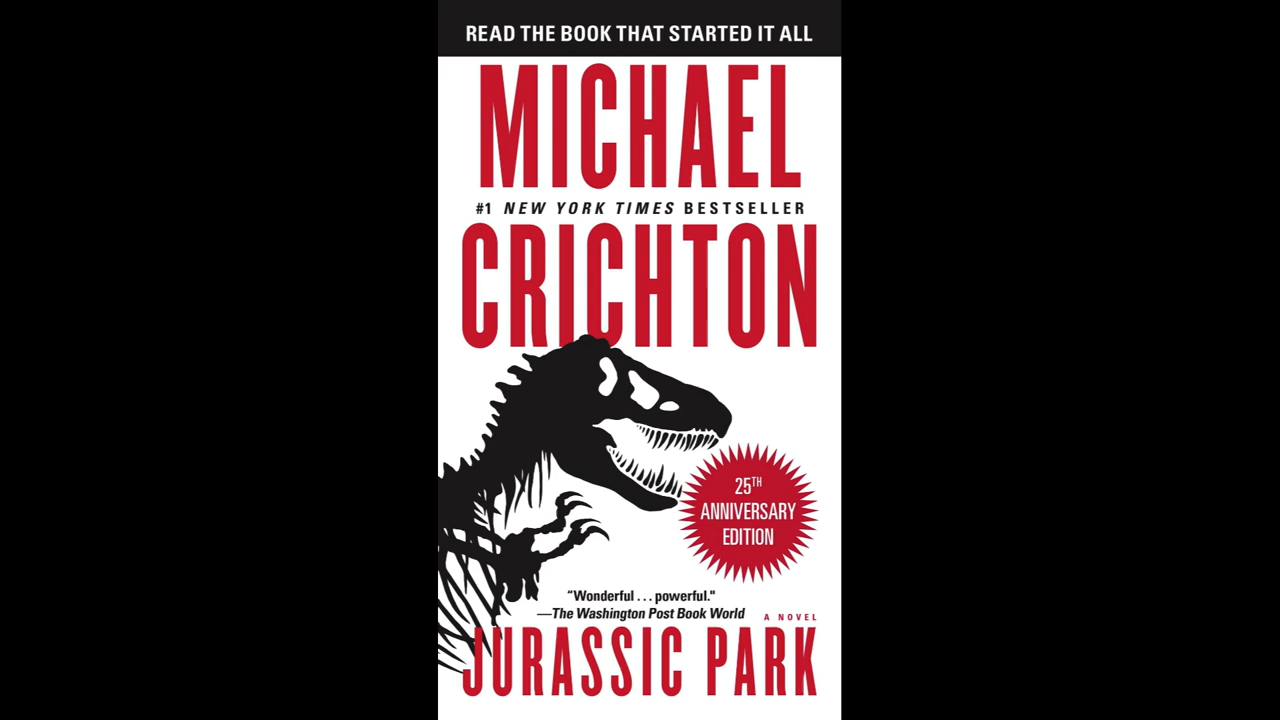 READ THE BOOK THAT STARTED IT ALL
MICHAEL
#1 NEW YORK TIMES BESTSELLER
CRICHTON
25TH
ANNIVERSARY
EDITION
“Wonderful . . . powerful."
—The Washington Post Book World
A NOVEL
JURASSIC PARK